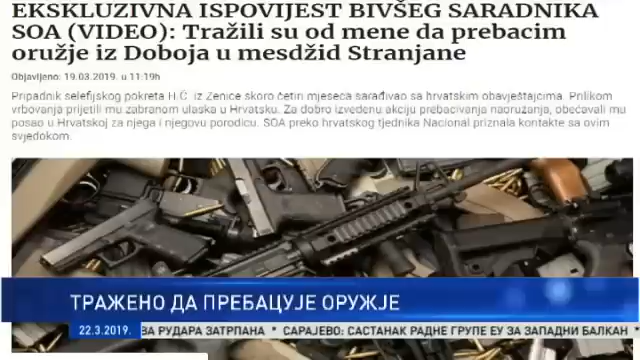 EKSKLUZIVNA ISPOVIJEST BIVŠEG SARADNIKA
SOA (VIDEO): Tražili su od mene da prebacim
oružje iz Doboja u mesdžid Stranjane
Objavljeno: 19.03.2019. u 11:19h
Pripadnik selefijskog pokreta H.Č. iz Zenice skoro četiri mjeseca sarađivao sa hrvatskim obavještajcima. Prilikom
vrbovanja prijetili mu zabranom ulaska u Hrvatsku. Za dobro izvedenu akciju prebacivanja naoružanja, obećavali mu
posao u Hrvatskoj za njega i njegovu porodicu. SOA preko hrvatskog tjednika Nacional priznala kontakte sa ovim
svjedokom.
ТРАЖЕНО ДА ПРЕБАЦУЈЕ ОРУЖЈЕ
22.3.2019. ВА РУДАРА ЗАТРПАНА * САРАЈЕВО: САСТАНАК РАДНЕ ГРУПЕ ЕУ ЗА ЗАПАДНИ БАЛКАН *